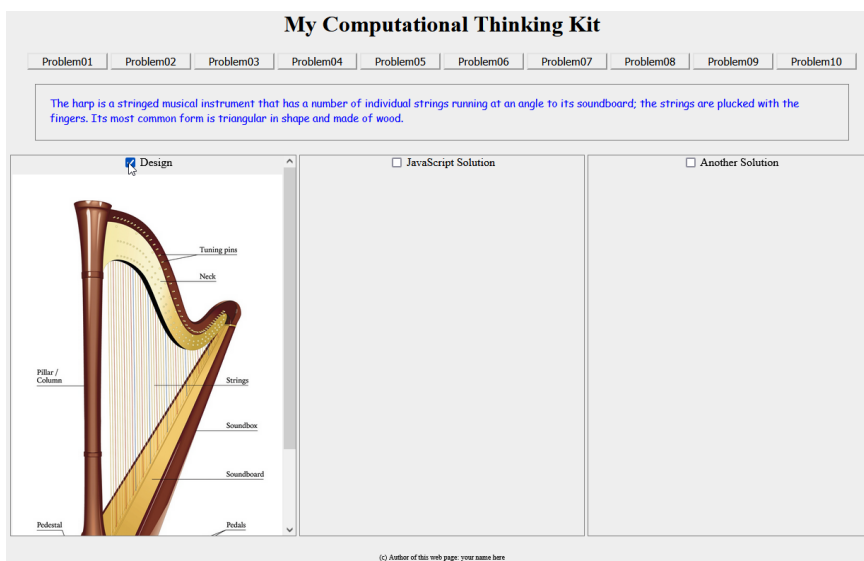 My Computational Thinking Kit
Problem01 Problem02 Problem03 Problem04 Problem05 Problem06 Problem07 Problem08 Problem09 Problem10
The harp is a stringed musical instrument that has a number of individual strings running at an angle to its soundboard; the strings are plucked with the
fingers. Its most common form is triangular in shape and made of wood.
Design
JavaScript Solution
Another Solution
Tuning pins
Neck
Pillar /
Column
Strings
Soundbox
Soundboard
Pedestal
Pedals
(c) Author of this web page: your name here